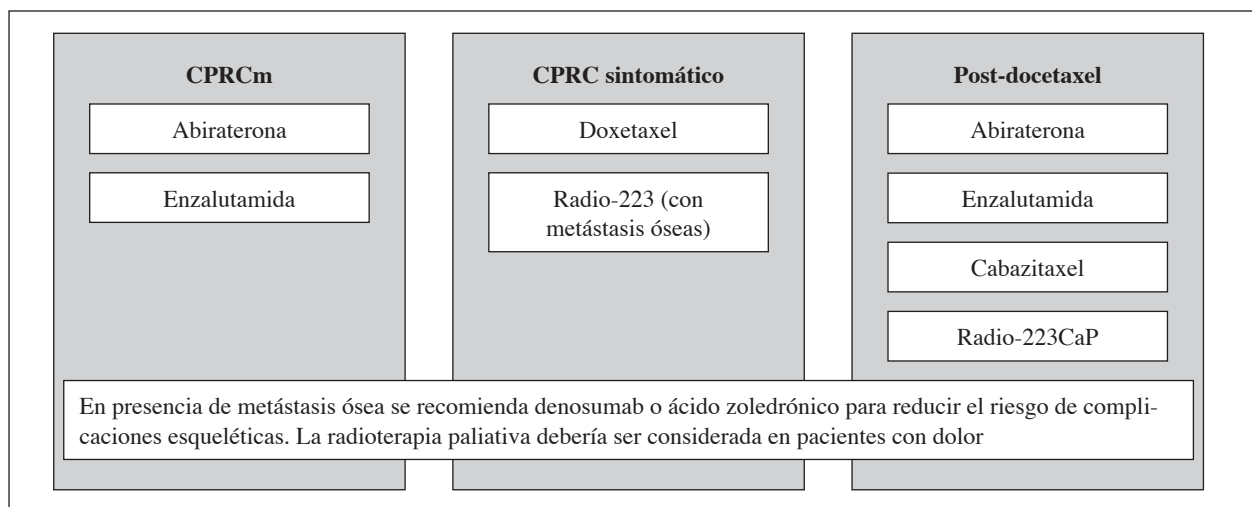 CPRCm
Abiraterona
Enzalutamida
CPRC sintomático
Doxetaxel
Radio-223 (con
metástasis óseas)
Post-docetaxel
Abiraterona
Enzalutamida
Cabazitaxel
Radio-223CaP
En presencia de metástasis ósea se recomienda denosumab o ácido zoledrónico para reducir el riesgo de compli-
caciones esqueléticas. La radioterapia paliativa debería ser considerada en pacientes con dolor